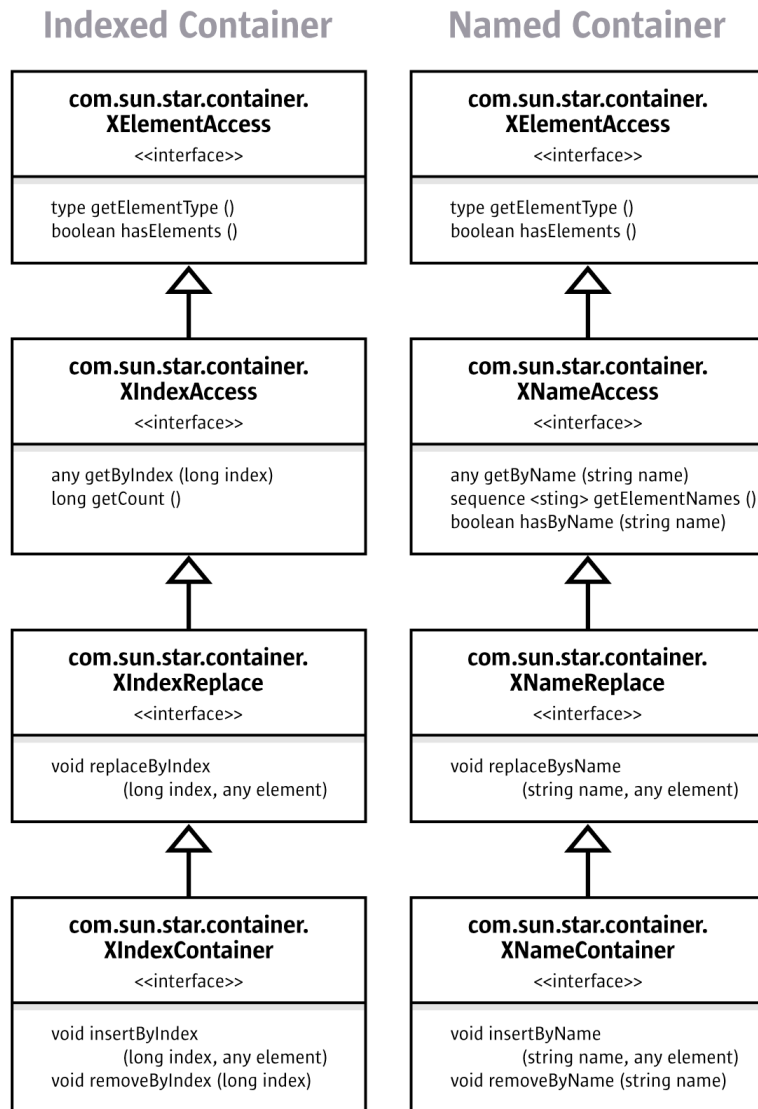 Indexed Container
com.sun.star.container.
XElementAccess
<<interface>>
type getElementType ()
boolean hasElements ()
com.sun.star.container.
XIndexAccess
<<interface>>
any getByIndex (long index)
long getCount ()
com.sun.star.container.
XIndexReplace
<<interface>>
void replaceByIndex
(long index, any element)
com.sun.star.container.
XIndexContainer
<<interface>>
void insertByIndex
(long index, any element)
void removeByIndex (long index)
Named Container
com.sun.star.container.
XElementAccess
<<interface>>
type getElementType ()
boolean hasElements ()
com.sun.star.container.
XNameAccess
<<interface>>
any getByName (string name)
sequence <sting> getElementNames ()
boolean hasByName (string name)
com.sun.star.container.
XNameReplace
<<interface>>
void replaceBysName
(string name, any element)
com.sun.star.container.
XNameContainer
<<interface>>
void insertByName
(string name, any element)
void removeByName (string name)